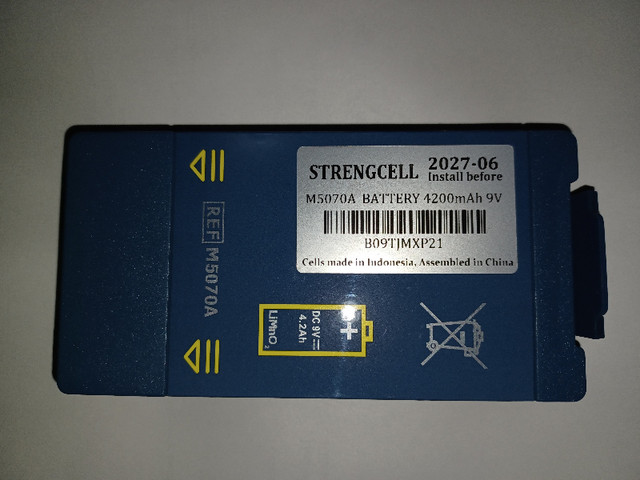 STRENGCELL 2027-06
Install before
M5070A BATTERY 4200mAh 9V
B09TJMXP21
Cells made in Indonesia. Assembled in China
REF M5070A
DC 9V
4.2Ah
LiMnO₂
+